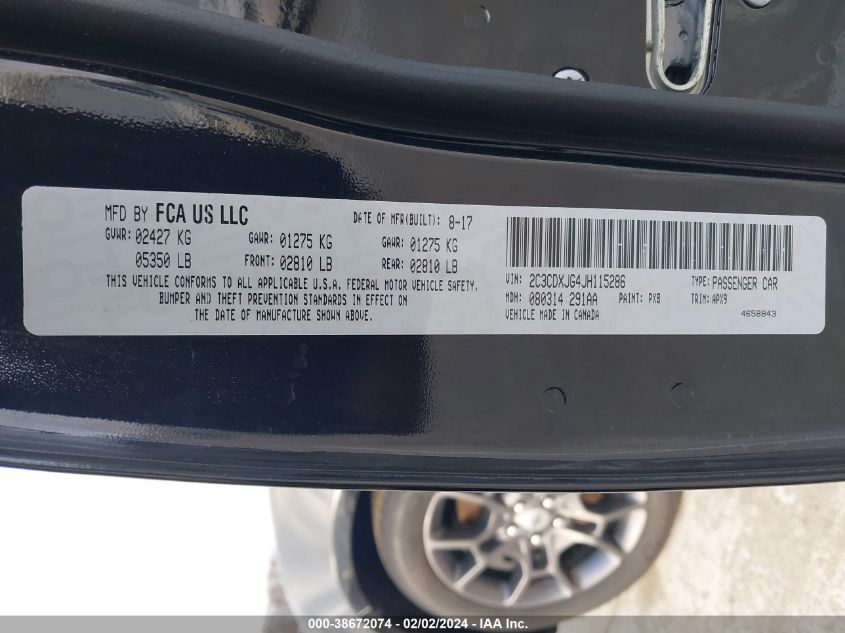 MFD BY FCA US LLC
DATE OF MFR(BUILT): 8-17
GVWR: 02427 KG GAWR: 01275 KG GAWR: 01275 KG
05350 LB FRONT: 02810 LB REAR: 02810 LB
THIS VEHICLE CONFORMS TO ALL APPLICABLE U.S.A. FEDERAL MOTOR VEHICLE SAFETY,
BUMPER AND THEFT PREVENTION STANDARDS IN EFFECT ON
THE DATE OF MANUFACTURE SHOWN ABOVE.
VIN: 2C3CDXJG4JH115286 TYPE: PASSENGER CAR
MDH: 080314 291AA PAINT: PX8 TRIM: APX9
VEHICLE MADE IN CANADA 4658843
000-38672074 - 02/02/2024 - IAA Inc.